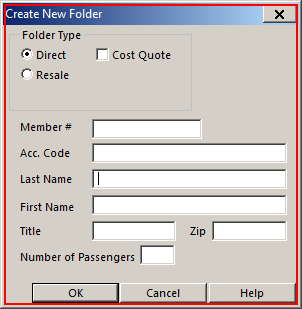 Create New Folder
Folder Type
Direct Cost Quote
Resale
Member #
Acc. Code
Last Name
First Name
Title Zip
Number of Passengers
OK Cancel Help